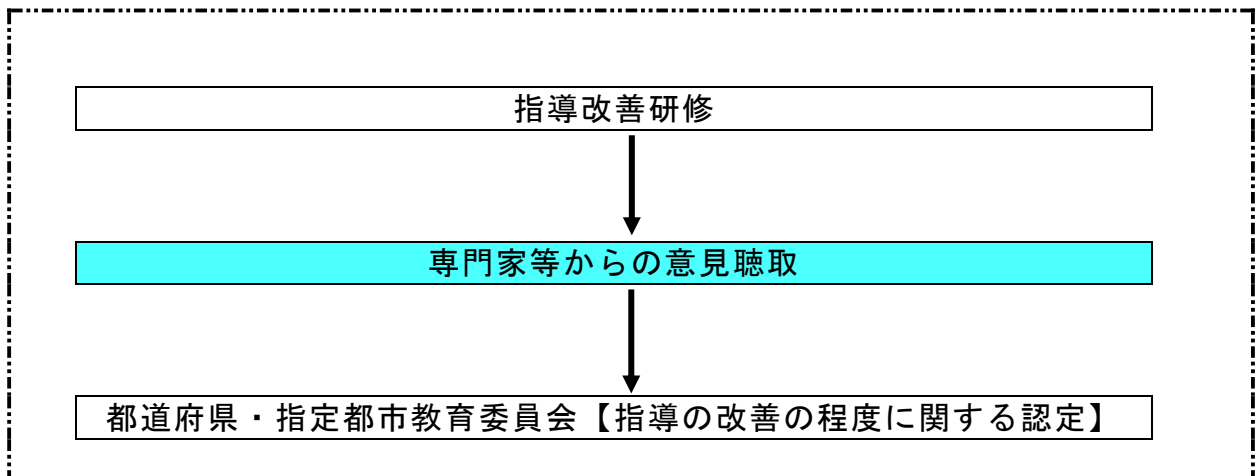 指導改善研修
専門家等からの意見聴取
都道府県・指定都市教育委員会【指導の改善の程度に関する認定】